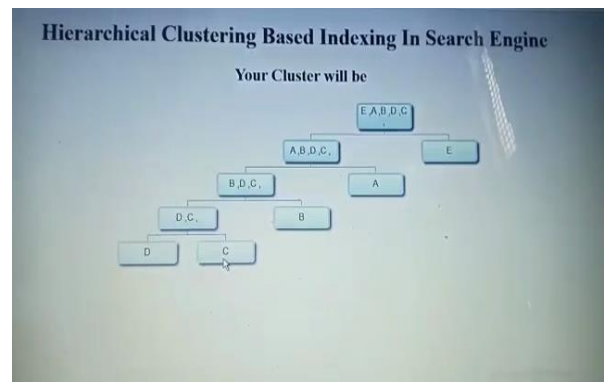 Hierarchical Clustering Based Indexing In Search Engine
Your Cluster will be
E A,B,D,C
A,B,D,C,
E
B,D,C,
A
D,C,
B
D
C